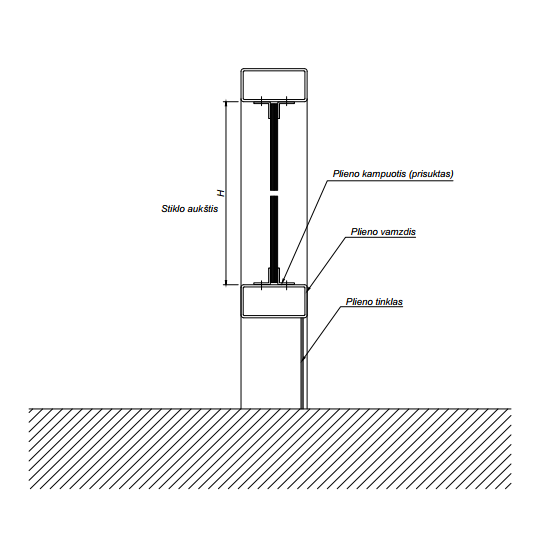 Plieno kampuotis (prisuktas)
H
Stiklo aukštis
Plieno vamzdis
Plieno tinklas